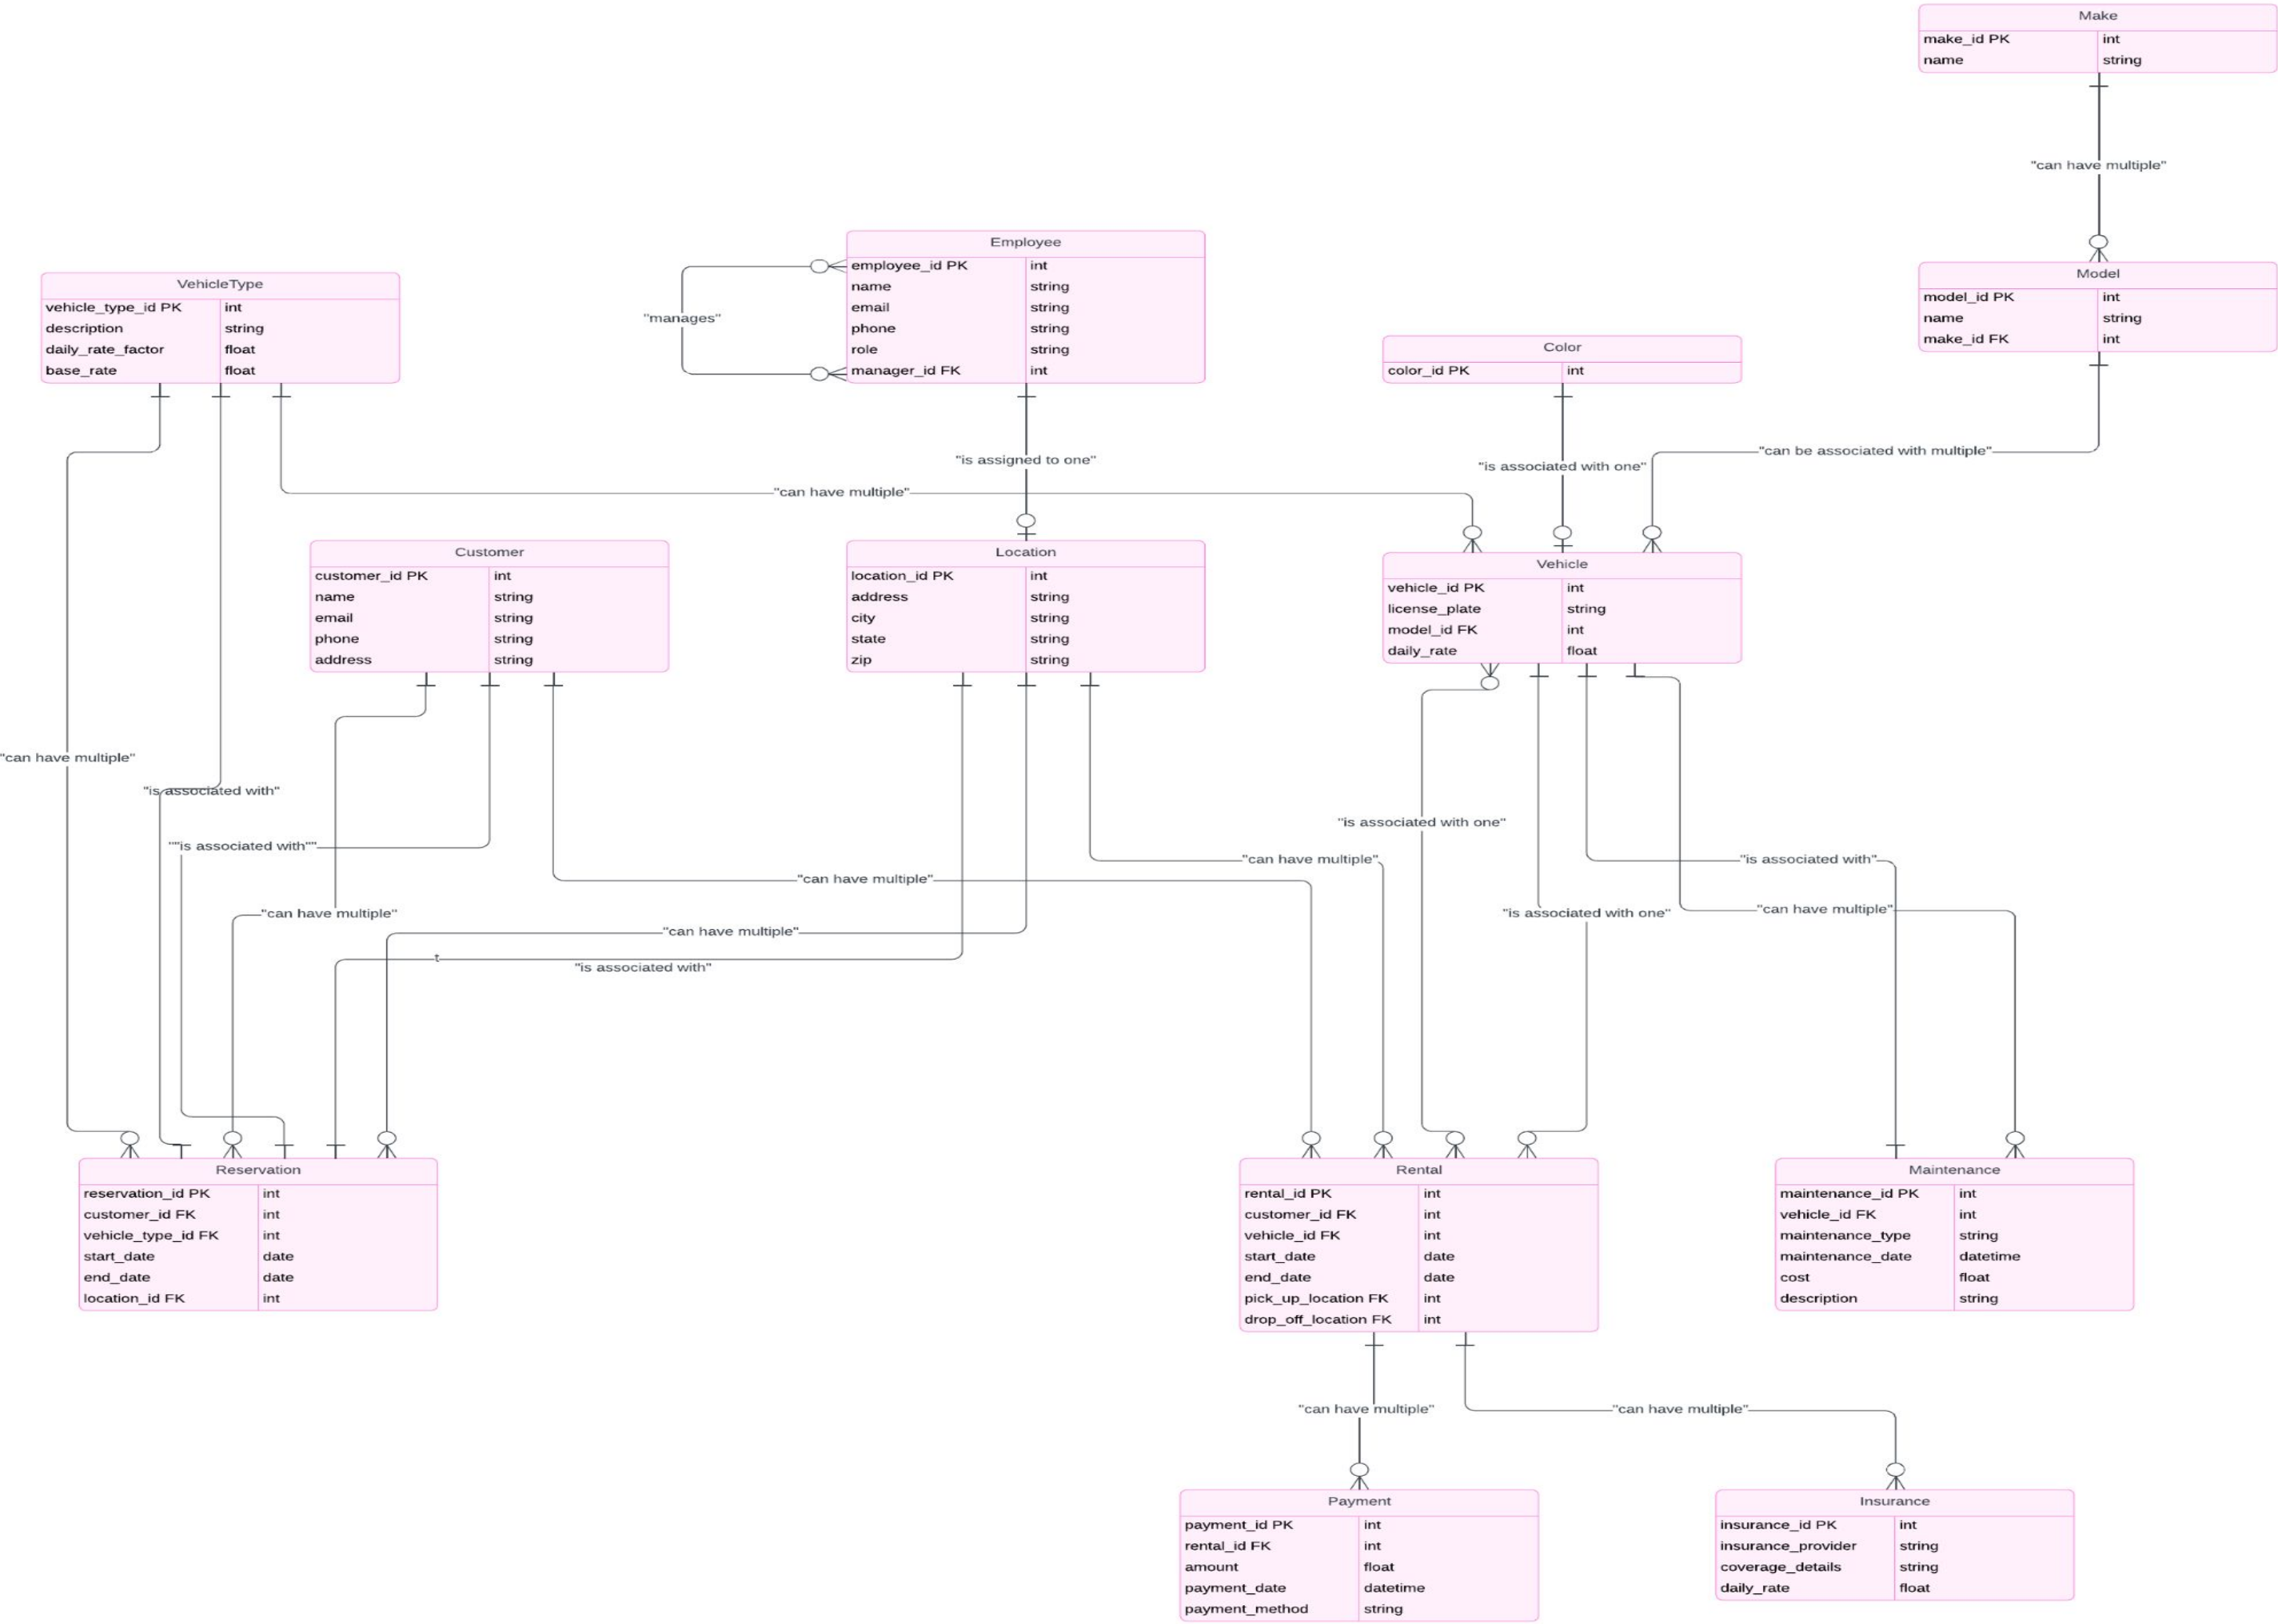 Make
make_id PK int
name string
"can have multiple"
Employee
employee_id PK int
name string
email string
phone string
role string
manager_id FK int
"manages"
Model
model_id PK int
name string
make_id FK int
VehicleType
vehicle_type_id PK int
description string
daily_rate_factor float
base_rate float
Color
color_id PK int
"is assigned to one"
"is associated with one"
"can be associated with multiple"
"can have multiple"
Customer
customer_id PK int
name string
email string
phone string
address string
Location
location_id PK int
address string
city string
state string
zip string
Vehicle
vehicle_id PK int
license_plate string
model_id FK int
daily_rate float
"can have multiple"
"is associated with"
"is associated with one"
""is associated with""
"can have multiple"
"is associated with"
"can have multiple"
"can have multiple"
"is associated with one"
"can have multiple"
"can have multiple"
t
"is associated with"
Reservation
reservation_id PK int
customer_id FK int
vehicle_type_id FK int
start_date date
end_date date
location_id FK int
Rental
rental_id PK int
customer_id FK int
vehicle_id FK int
start_date date
end_date date
pick_up_location FK int
drop_off_location FK int
Maintenance
maintenance_id PK int
vehicle_id FK int
maintenance_type string
maintenance_date datetime
cost float
description string
"can have multiple"
"can have multiple"
Payment
payment_id PK int
rental_id FK int
amount float
payment_date datetime
payment_method string
Insurance
insurance_id PK int
insurance_provider string
coverage_details string
daily_rate float